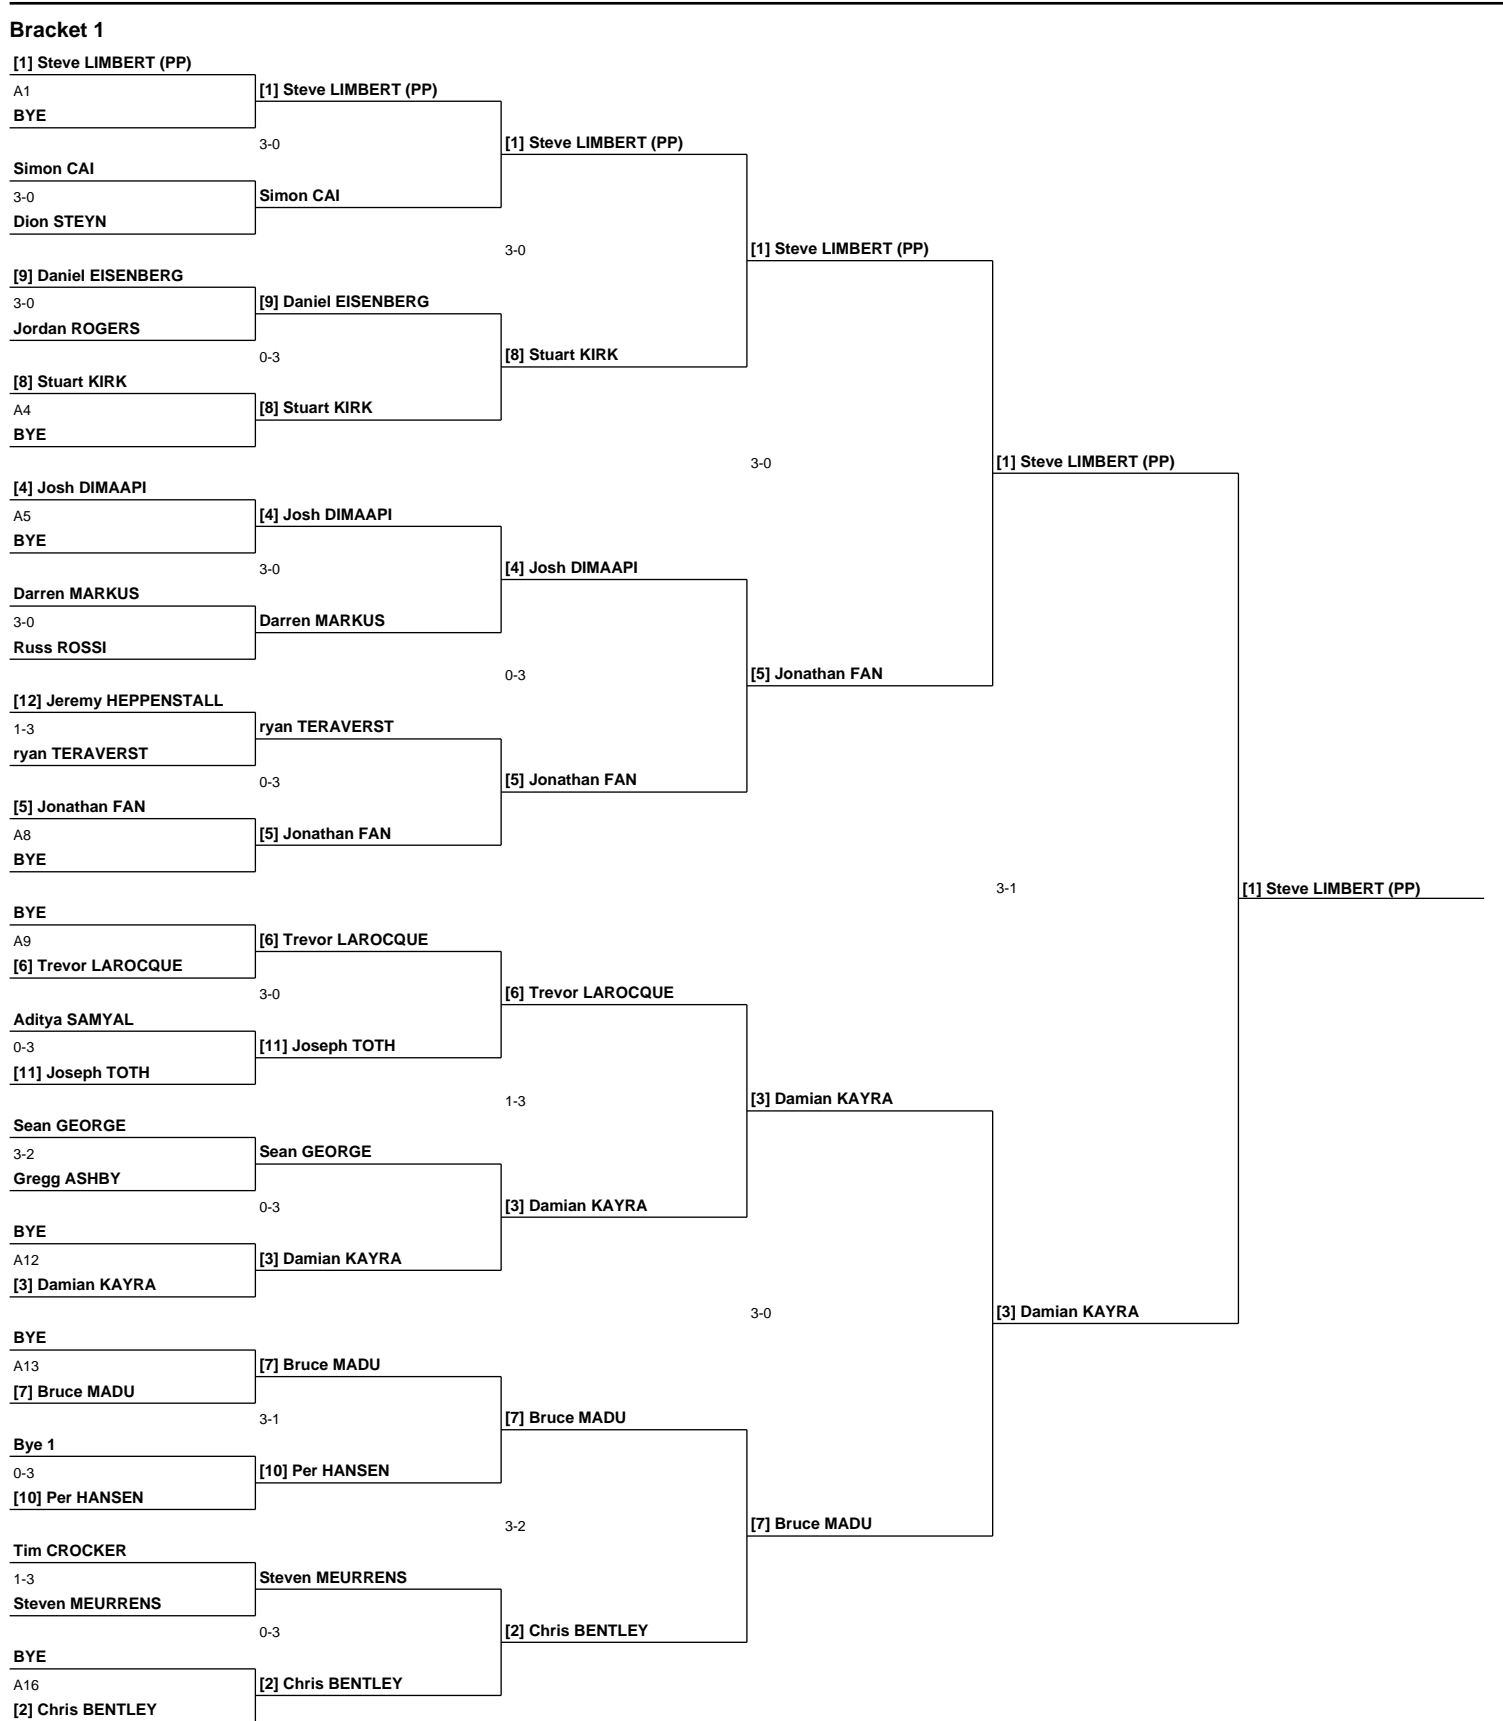 Bracket 1
[1] Steve LIMBERT (PP)
A1
BYE
Simon CAI
3-0
Dion STEYN
[9] Daniel EISENBERG
3-0
Jordan ROGERS
[8] Stuart KIRK
A4
BYE
[4] Josh DIMAAPI
A5
BYE
Darren MARKUS
3-0
Russ ROSSI
[12] Jeremy HEPPENSTALL
1-3
ryan TERAVERST
[5] Jonathan FAN
A8
BYE
BYE
A9
[6] Trevor LAROCQUE
Aditya SAMYAL
0-3
[11] Joseph TOTH
Sean GEORGE
3-2
Gregg ASHBY
BYE
A12
[3] Damian KAYRA
BYE
A13
[7] Bruce MADU
Bye 1
0-3
[10] Per HANSEN
Tim CROCKER
1-3
Steven MEURRENS
BYE
A16
[2] Chris BENTLEY
[1] Steve LIMBERT (PP)
3-0
Simon CAI
[9] Daniel EISENBERG
0-3
[8] Stuart KIRK
[4] Josh DIMAAPI
3-0
Darren MARKUS
ryan TERAVERST
0-3
[5] Jonathan FAN
[6] Trevor LAROCQUE
3-0
[11] Joseph TOTH
Sean GEORGE
0-3
[3] Damian KAYRA
[7] Bruce MADU
3-1
[10] Per HANSEN
Steven MEURRENS
0-3
[2] Chris BENTLEY
[1] Steve LIMBERT (PP)
3-0
[8] Stuart KIRK
[4] Josh DIMAAPI
0-3
[5] Jonathan FAN
[6] Trevor LAROCQUE
1-3
[3] Damian KAYRA
[7] Bruce MADU
3-2
[2] Chris BENTLEY
[1] Steve LIMBERT (PP)
3-0
[5] Jonathan FAN
[3] Damian KAYRA
3-0
[7] Bruce MADU
[1] Steve LIMBERT (PP)
3-1
[3] Damian KAYRA
[1] Steve LIMBERT (PP)